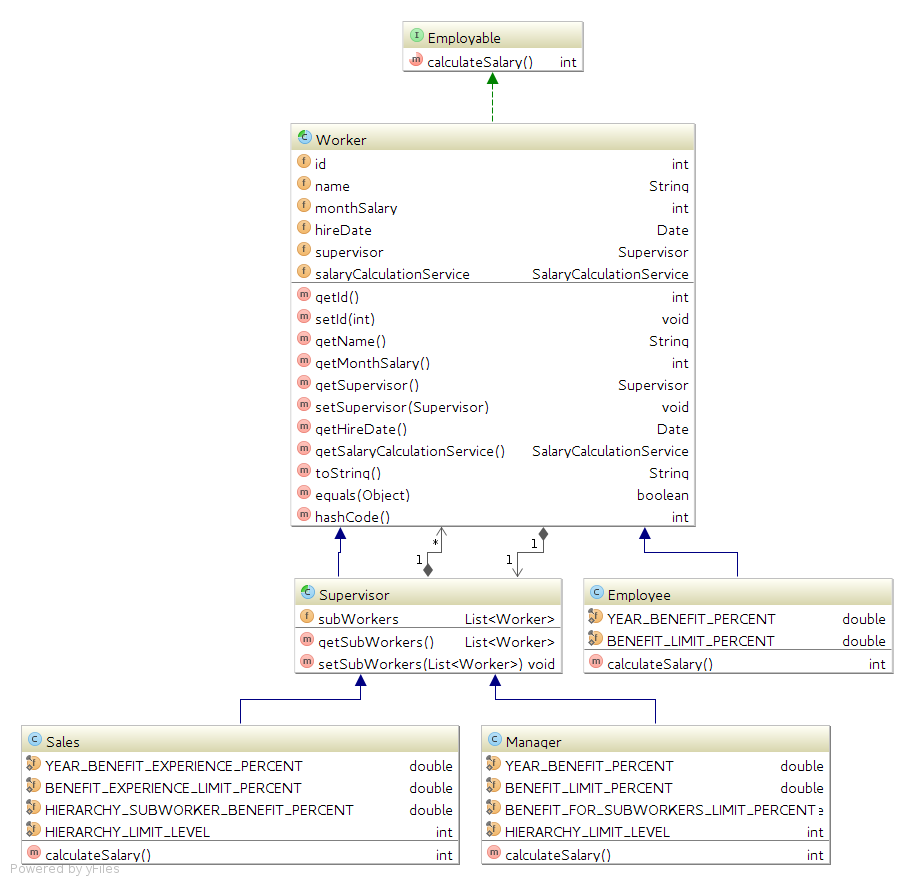 Employable
calculateSalary() int
Worker
id int
name String
monthSalary int
hireDate Date
supervisor Supervisor
salaryCalculationService SalaryCalculationService
getId() int
setId(int) void
getName() String
getMonthSalary() int
getSupervisor() Supervisor
setSupervisor(Supervisor) void
getHireDate() Date
getSalaryCalculationService() SalaryCalculationService
toString() String
equals(Object) boolean
hashCode() int
* 1
1 1
Supervisor
subWorkers List<Worker>
getSubWorkers() List<Worker>
setSubWorkers(List<Worker>) void
Employee
YEAR_BENEFIT_PERCENT double
BENEFIT_LIMIT_PERCENT double
calculateSalary() int
Sales
YEAR_BENEFIT_EXPERIENCE_PERCENT double
BENEFIT_EXPERIENCE_LIMIT_PERCENT double
HIERARCHY_SUBWORKER_BENEFIT_PERCENT double
HIERARCHY_LIMIT_LEVEL int
calculateSalary() int
Manager
YEAR_BENEFIT_PERCENT double
BENEFIT_LIMIT_PERCENT double
BENEFIT_FOR_SUBWORKERS_LIMIT_PERCENT e
HIERARCHY_LIMIT_LEVEL int
calculateSalary() int
Powered by yFiles